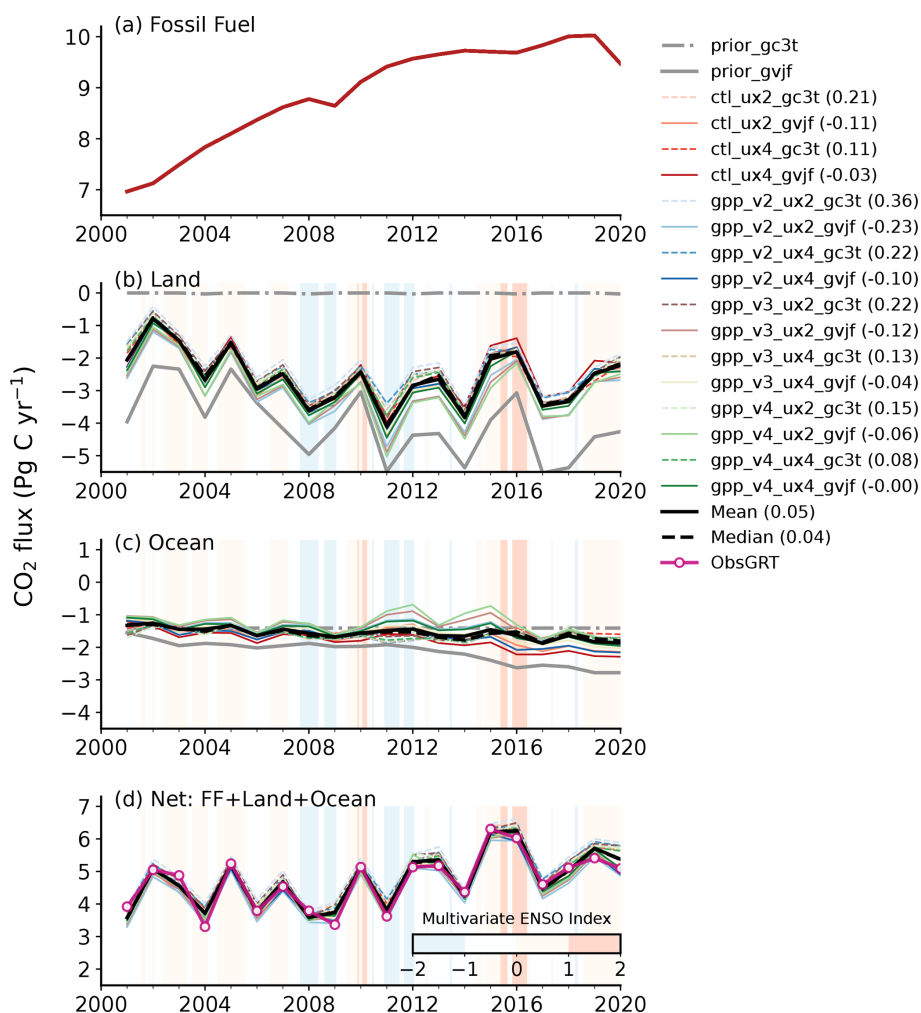 CO₂ flux (Pg C yr⁻¹)
(a) Fossil Fuel
10
9
8
7
2000 2004 2008 2012 2016 2020
(b) Land
0
−1
−2
−3
−4
−5
2000 2004 2008 2012 2016 2020
(c) Ocean
1
0
−1
−2
−3
−4
2000 2004 2008 2012 2016 2020
(d) Net: FF+Land+Ocean
7
6
5
4
3
2
Multivariate ENSO Index
−2 −1 0 1 2
2000 2004 2008 2012 2016 2020
prior_gc3t
prior_gvjf
ctl_ux2_gc3t (0.21)
ctl_ux2_gvjf (-0.11)
ctl_ux4_gc3t (0.11)
ctl_ux4_gvjf (-0.03)
gpp_v2_ux2_gc3t (0.36)
gpp_v2_ux2_gvjf (-0.23)
gpp_v2_ux4_gc3t (0.22)
gpp_v2_ux4_gvjf (-0.10)
gpp_v3_ux2_gc3t (0.22)
gpp_v3_ux2_gvjf (-0.12)
gpp_v3_ux4_gc3t (0.13)
gpp_v3_ux4_gvjf (-0.04)
gpp_v4_ux2_gc3t (0.15)
gpp_v4_ux2_gvjf (-0.06)
gpp_v4_ux4_gc3t (0.08)
gpp_v4_ux4_gvjf (-0.00)
Mean (0.05)
Median (0.04)
ObsGRT